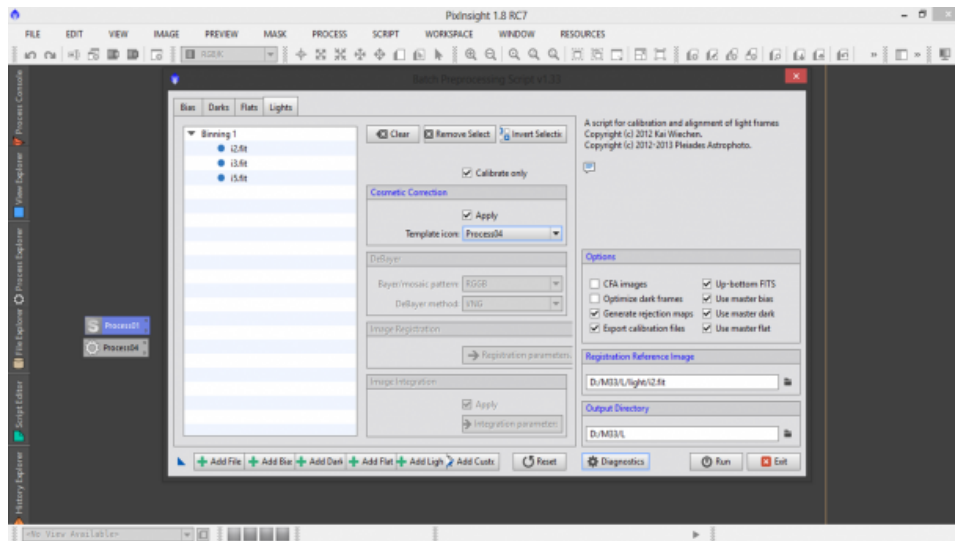 PixInsight 1.8 RC7
FILE EDIT VIEW IMAGE PREVIEW MASK PROCESS SCRIPT WORKSPACE WINDOW RESOURCES
RGBK
Batch Preprocessing Script v1.33
Process Console
View Explorer
Process Explorer
File Explorer
Script Editor
History Explorer
Bias Darks Flats Lights
Binning 1
i2.fit
i3.fit
i5.fit
Clear Remove Select Invert Selectic
Calibrate only
Cosmetic Correction
Apply
Template icon: Process04
DeBayer
Bayer/mosaic pattern: RGGB
DeBayer method: VNG
Image Registration
Registration parameters
Image Integration
Apply
Integration parameters
A script for calibration and alignment of light frames
Copyright (c) 2012 Kai Wiechen.
Copyright (c) 2012-2013 Pleiades Astrophoto.
Options
CFA images Up-bottom FITS
Optimize dark frames Use master bias
Generate rejection maps Use master dark
Export calibration files Use master flat
Registration Reference Image
D:/M33/L/light/i2.fit
Output Directory
D:/M33/L
Process01
Process04
Add File Add Bia Add Dark Add Flat Add Ligh Add Custo Reset Diagnostics Run Exit
<No View Available>